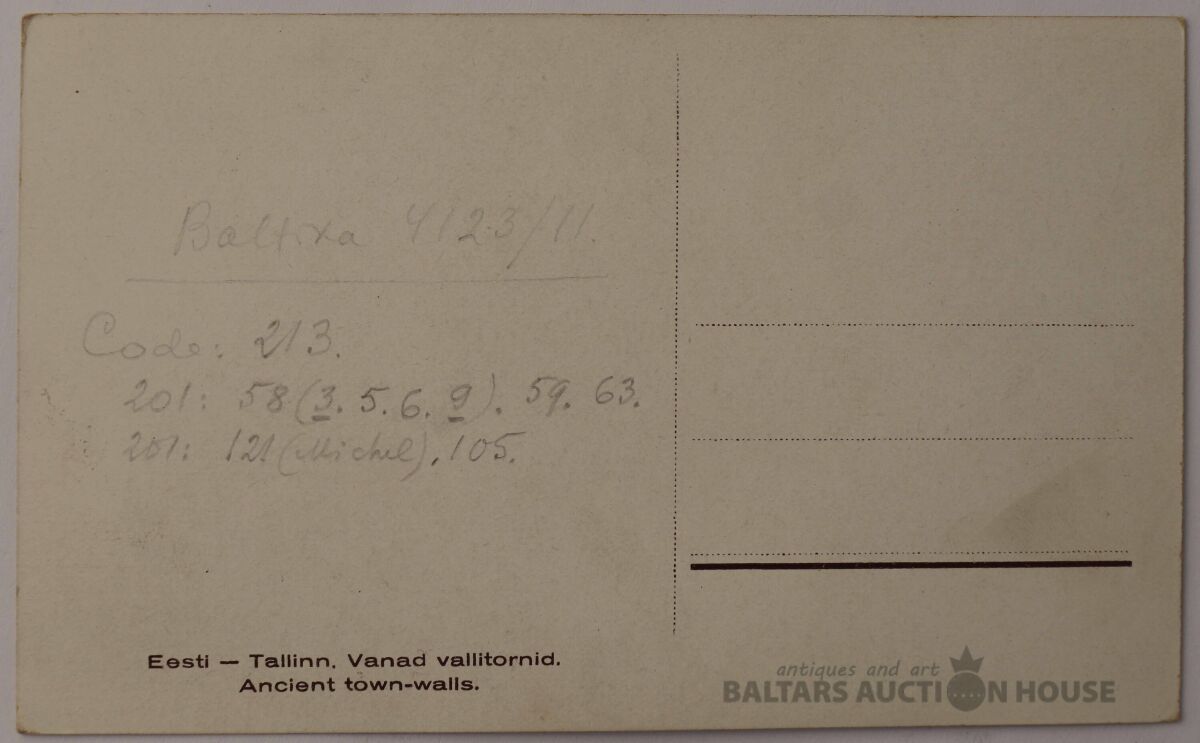 Baltixa 4123/11.
Code: 213.
201: 58 (3. 5. 6. 9). 59. 63.
201: 121 (Michel). 105.
Eesti — Tallinn. Vanad vallitornid.
Ancient town-walls.
antiques and art
BALTARS AUCTION HOUSE